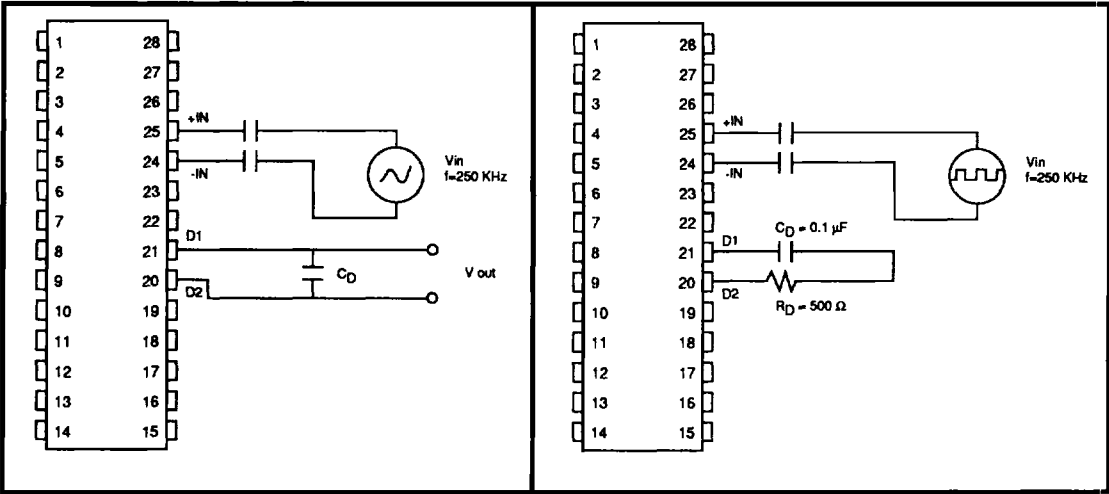 1 28
2 27
3 26
4 25 +IN
5 24 -IN
6 23
7 22
8 21 D1
9 20 D2
10 19
11 18
12 17
13 16
14 15
Vin
f=250 KHz
CD
V out
1 28
2 27
3 26
4 25 +IN
5 24 -IN
6 23
7 22
8 21 D1
9 20 D2
10 19
11 18
12 17
13 16
14 15
Vin
f=250 KHz
CD = 0.1 µF
RD = 500 Ω